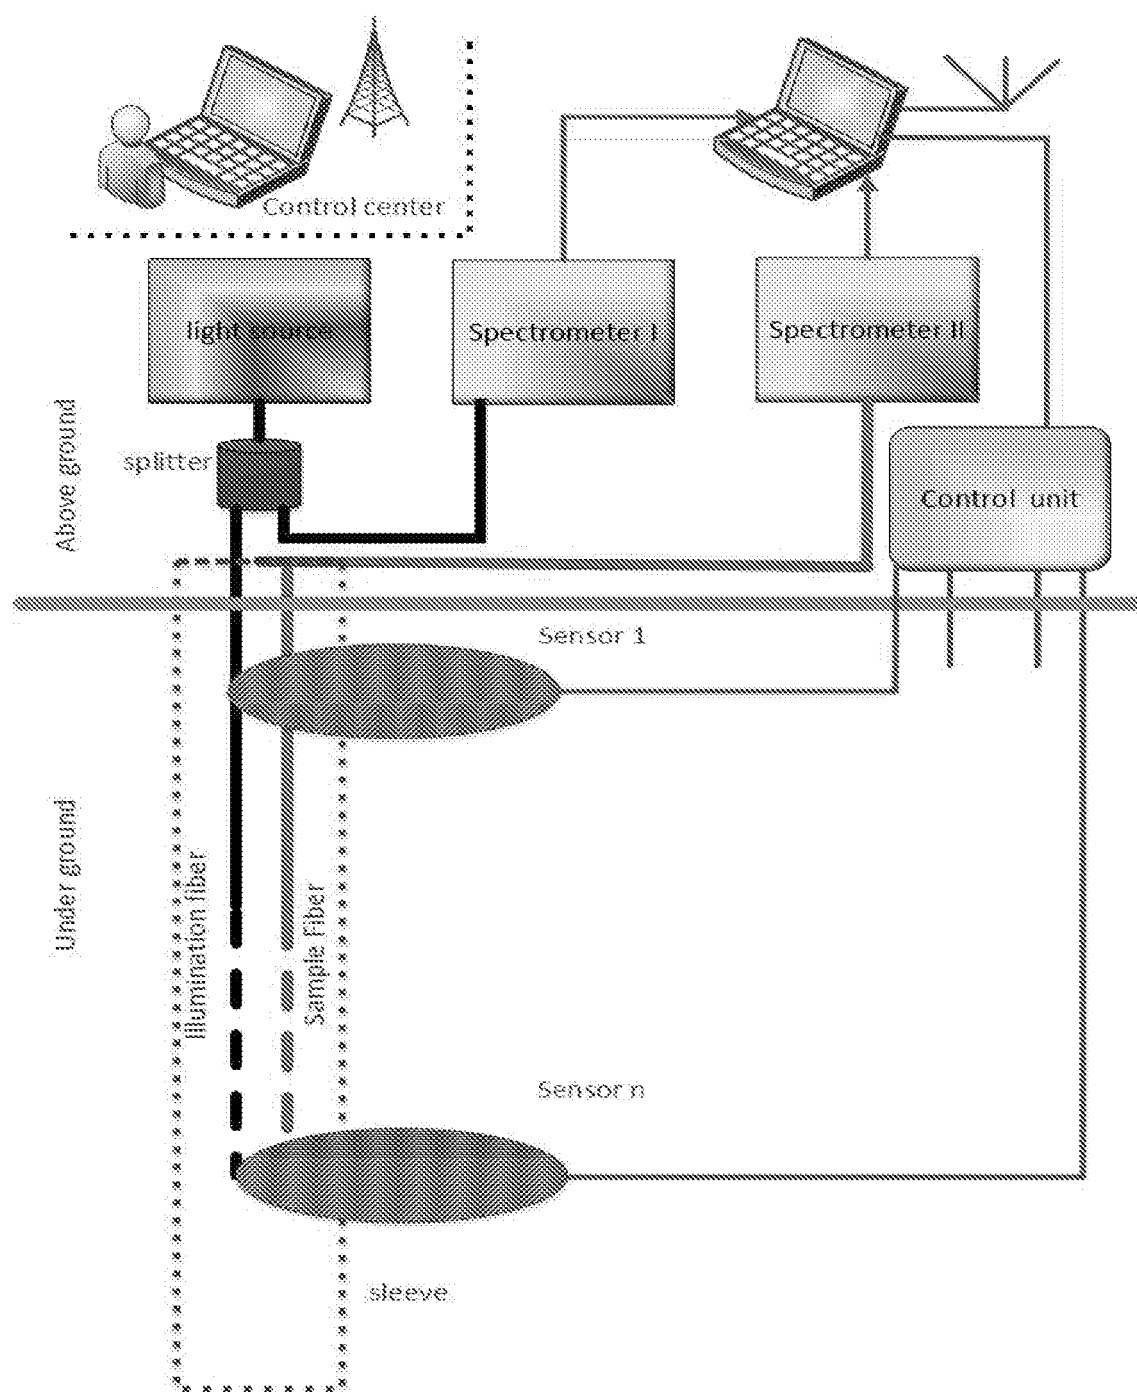 Control center
light source
Spectrometer I
Spectrometer II
splitter
Control unit
Above ground
Sensor 1
Under ground
Illumination fiber
Sample Fiber
Sensor n
sleeve